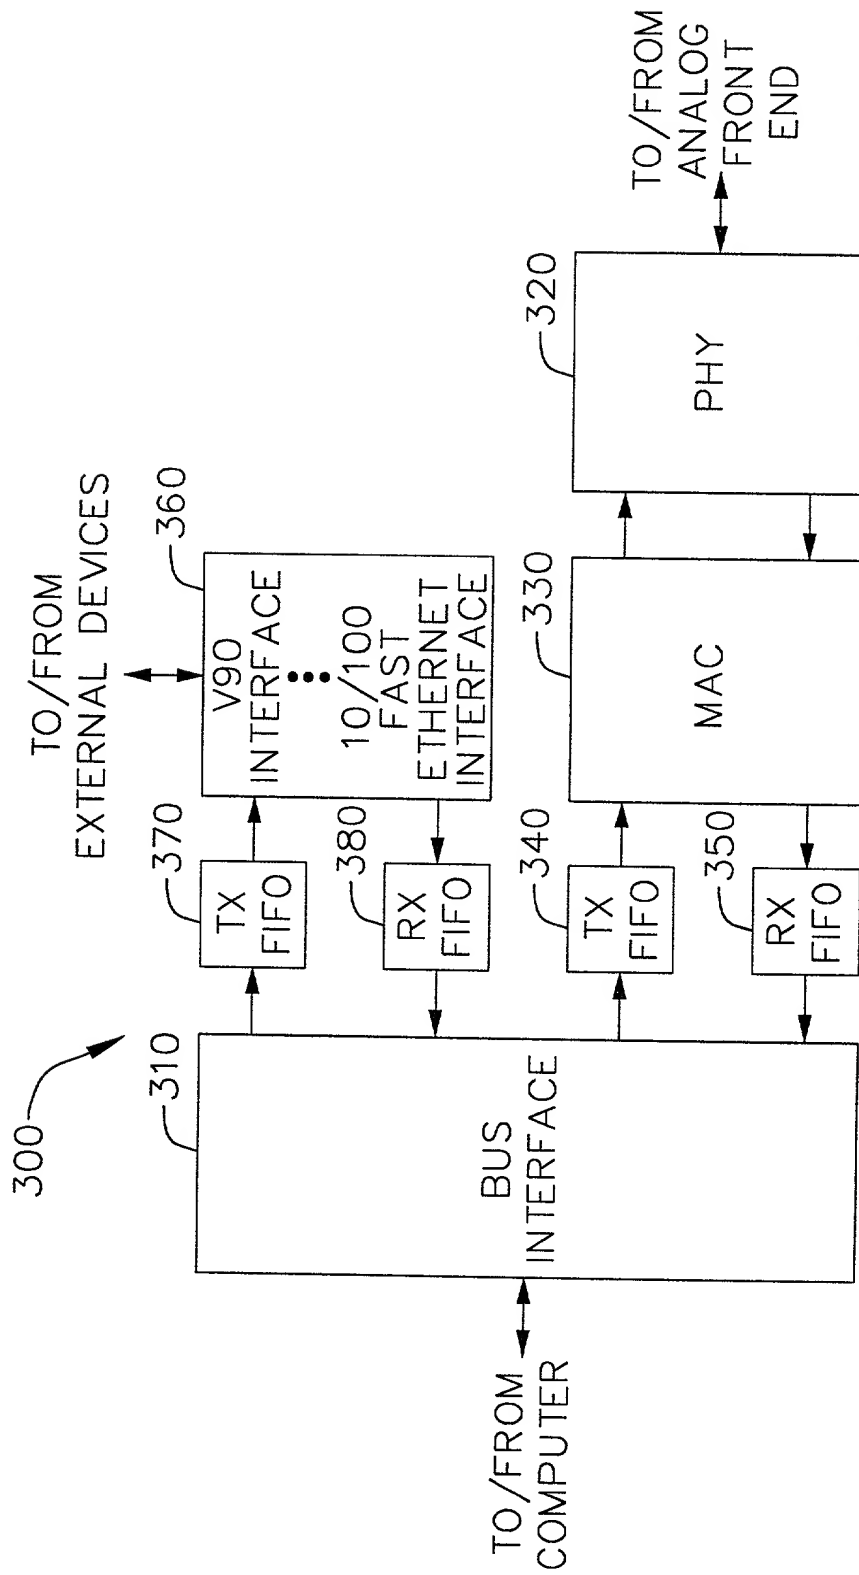 300
TO/FROM
EXTERNAL DEVICES
310
370
360
TX
FIFO
V90
INTERFACE
10/100
FAST
ETHERNET
INTERFACE
380
RX
FIFO
BUS
INTERFACE
TO/FROM
COMPUTER
340
TX
FIFO
330
MAC
320
PHY
TO/FROM
ANALOG
FRONT
END
350
RX
FIFO